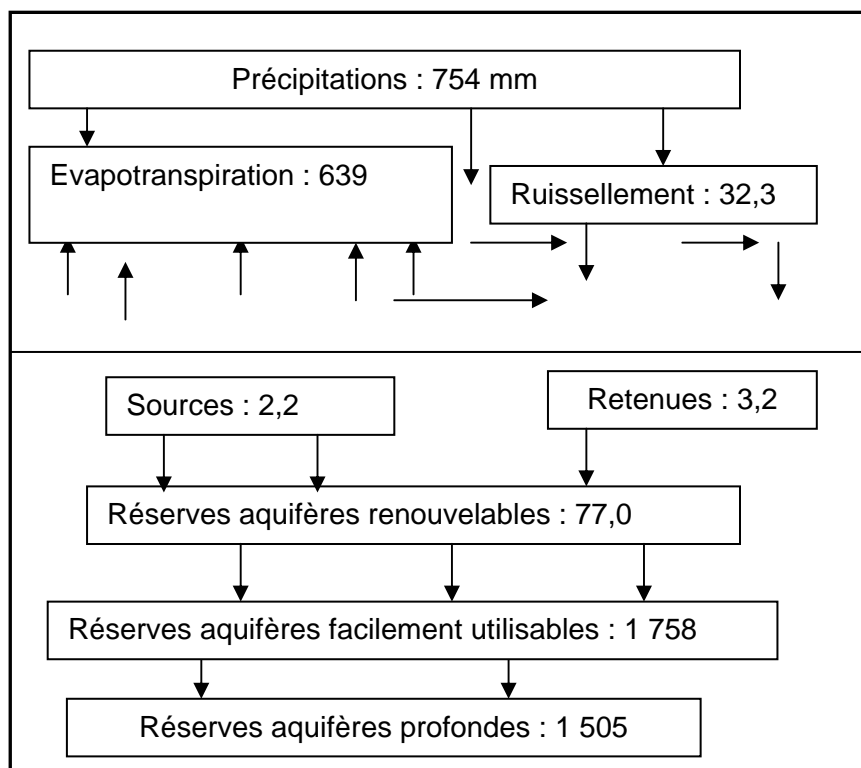 Précipitations : 754 mm
Evapotranspiration : 639
Ruissellement : 32,3
Sources : 2,2
Retenues : 3,2
Réserves aquifères renouvelables : 77,0
Réserves aquifères facilement utilisables : 1 758
Réserves aquifères profondes : 1 505